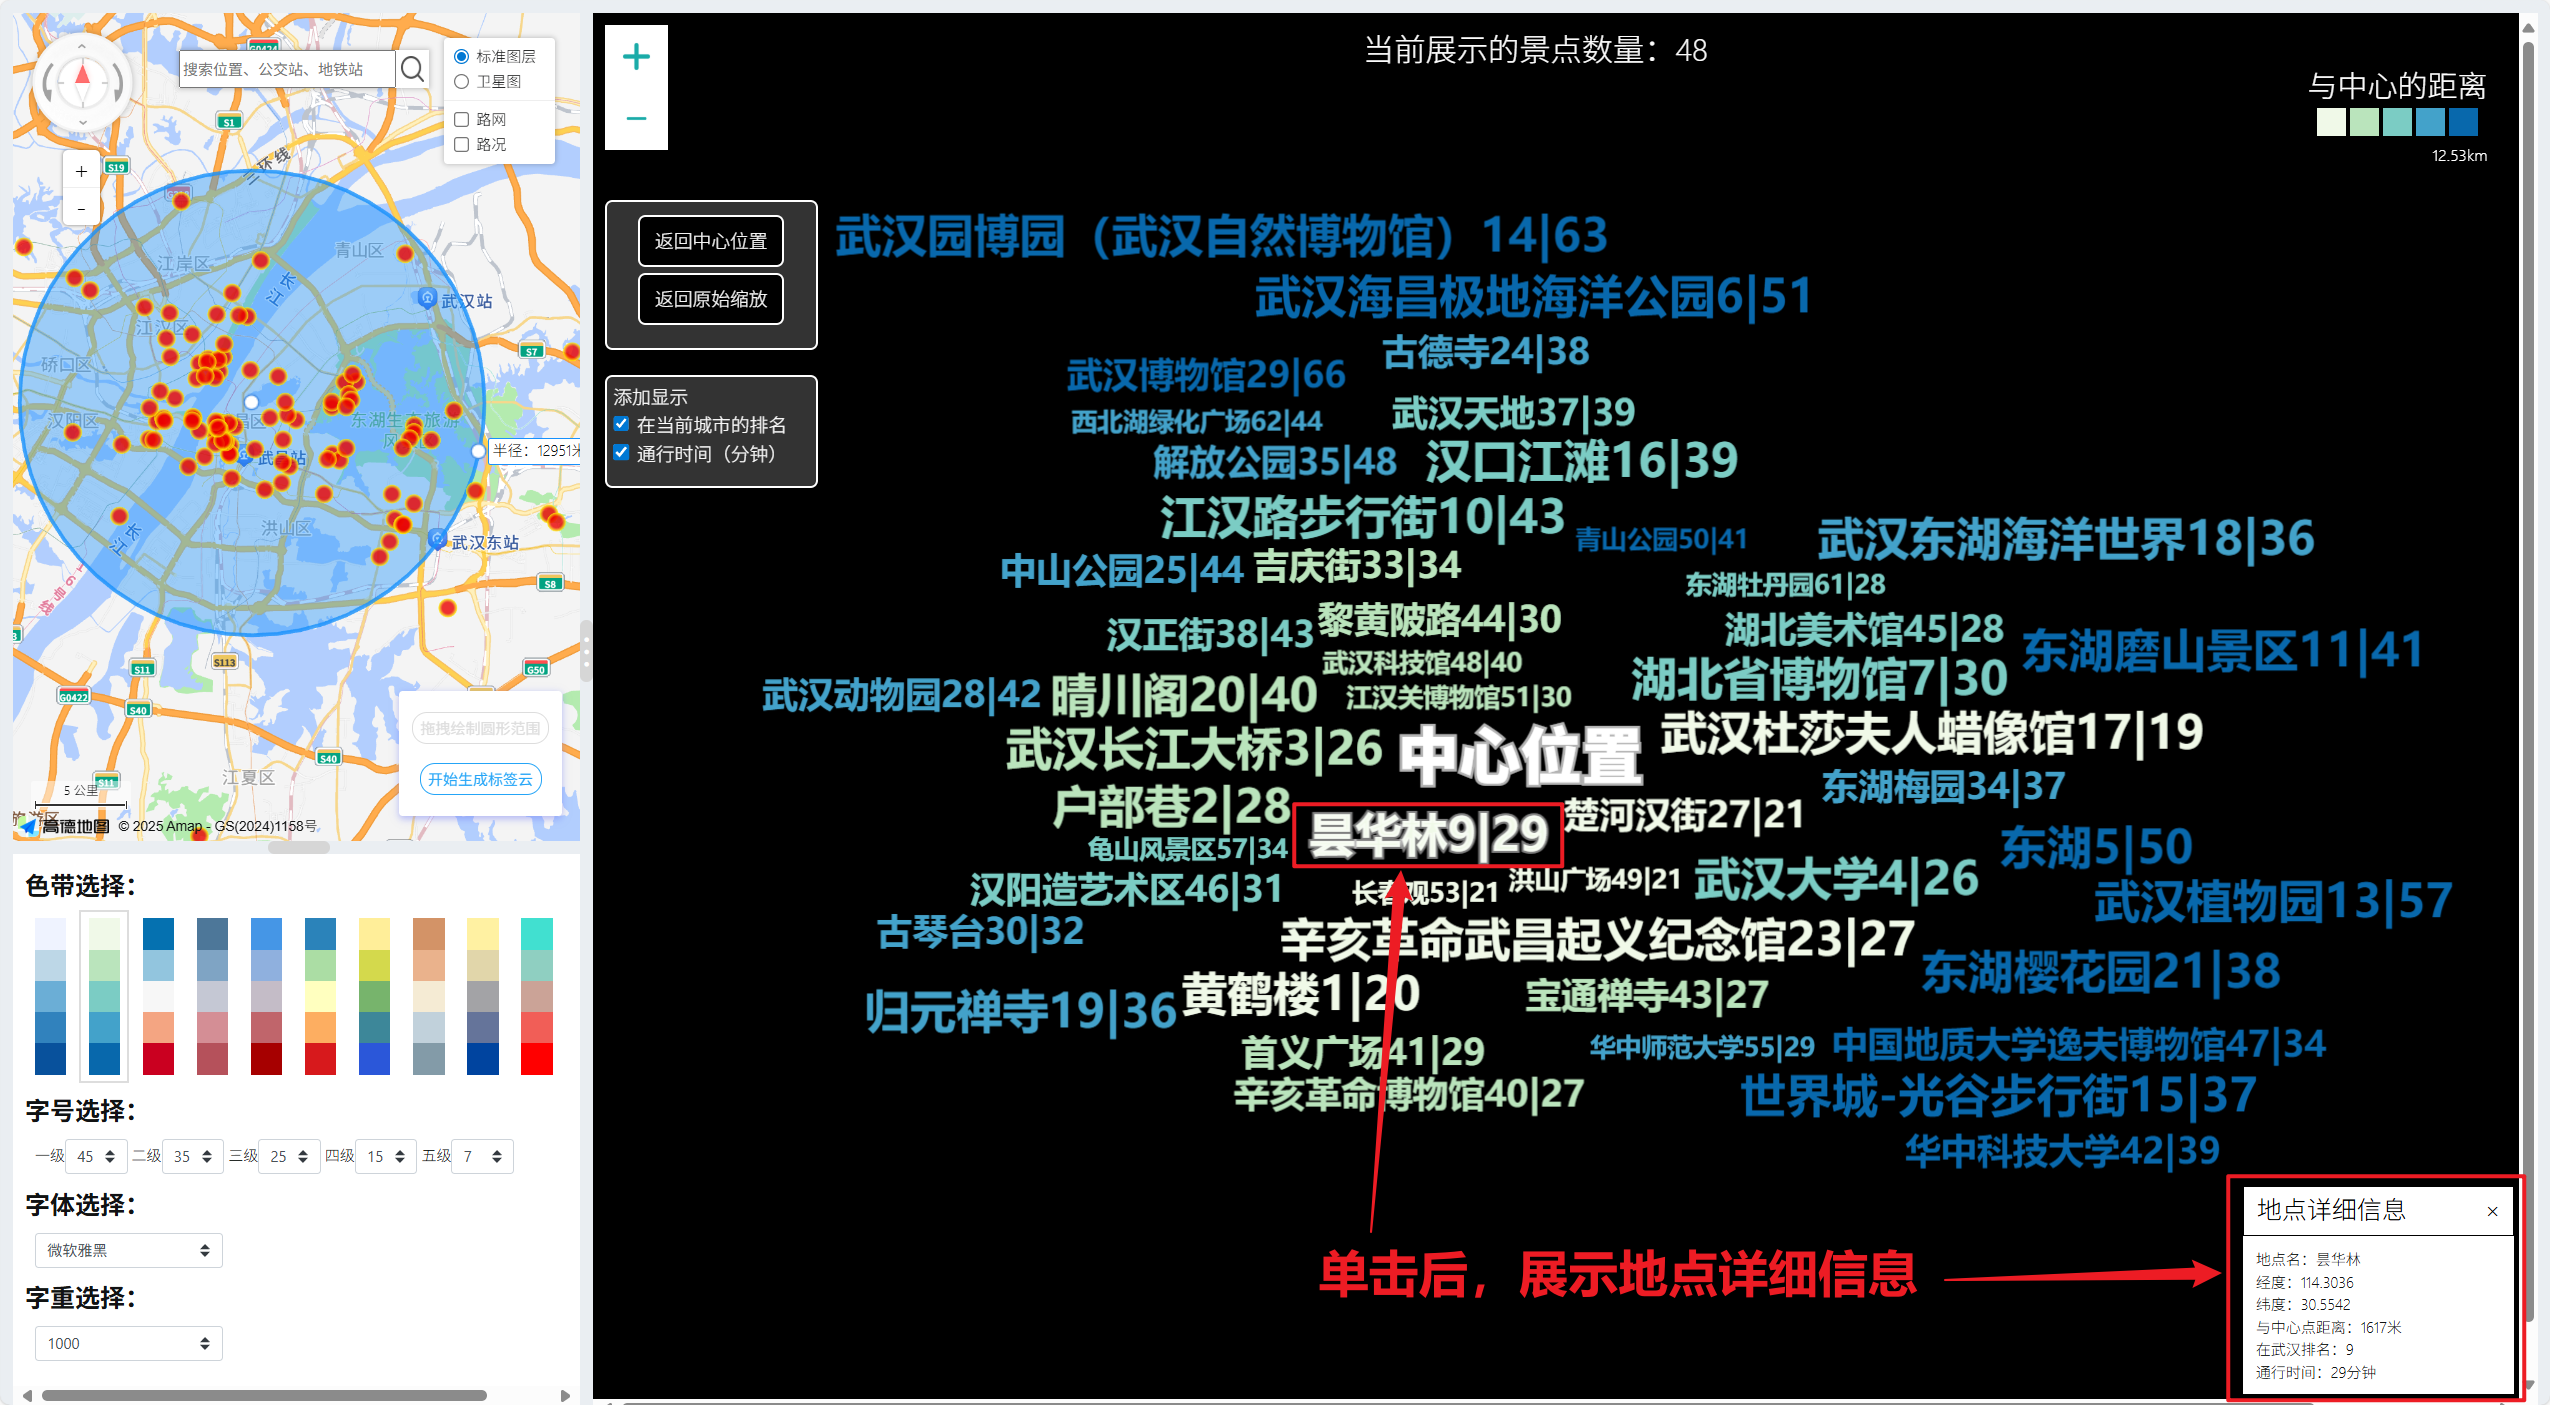 搜索位置、公交站、地铁站
标准图层
卫星图
路网
路况
G0424
S1
三环线
S19
+
-
青山区
江岸区
长江
武汉站
江汉区
S7
硚口区
汉阳区
东湖生态旅游
半径：12951米
武昌站
洪山区
武汉东站
长江
16号线
S8
S113
S11
G50
G0422
S40
S40
拖拽绘制圆形范围
开始生成标签云
江夏区
S11
5 公里
高德地图 © 2025 Amap - GS(2024)1158号
色带选择：
字号选择：
一级 45 二级 35 三级 25 四级 15 五级 7
字体选择：
微软雅黑
字重选择：
1000
+
−
当前展示的景点数量：48
与中心的距离
12.53km
返回中心位置
返回原始缩放
添加显示
在当前城市的排名
通行时间（分钟）
武汉园博园（武汉自然博物馆）14|63
武汉海昌极地海洋公园6|51
古德寺24|38
武汉博物馆29|66
西北湖绿化广场62|44
武汉天地37|39
解放公园35|48
汉口江滩16|39
江汉路步行街10|43
青山公园50|41
武汉东湖海洋世界18|36
中山公园25|44
吉庆街33|34
东湖牡丹园61|28
汉正街38|43
黎黄陂路44|30
湖北美术馆45|28
东湖磨山景区11|41
武汉科技馆48|40
湖北省博物馆7|30
武汉动物园28|42
晴川阁20|40
江汉关博物馆51|30
武汉长江大桥3|26
中心位置
武汉杜莎夫人蜡像馆17|19
东湖梅园34|37
户部巷2|28
昙华林9|29
楚河汉街27|21
龟山风景区57|34
东湖5|50
汉阳造艺术区46|31
长春观53|21
洪山广场49|21
武汉大学4|26
武汉植物园13|57
古琴台30|32
辛亥革命武昌起义纪念馆23|27
东湖樱花园21|38
归元禅寺19|36
黄鹤楼1|20
宝通禅寺43|27
首义广场41|29
华中师范大学55|29
中国地质大学逸夫博物馆47|34
辛亥革命博物馆40|27
世界城-光谷步行街15|37
华中科技大学42|39
单击后，展示地点详细信息
地点详细信息 ×
地点名：昙华林
经度：114.3036
纬度：30.5542
与中心点距离：1617米
在武汉排名：9
通行时间：29分钟